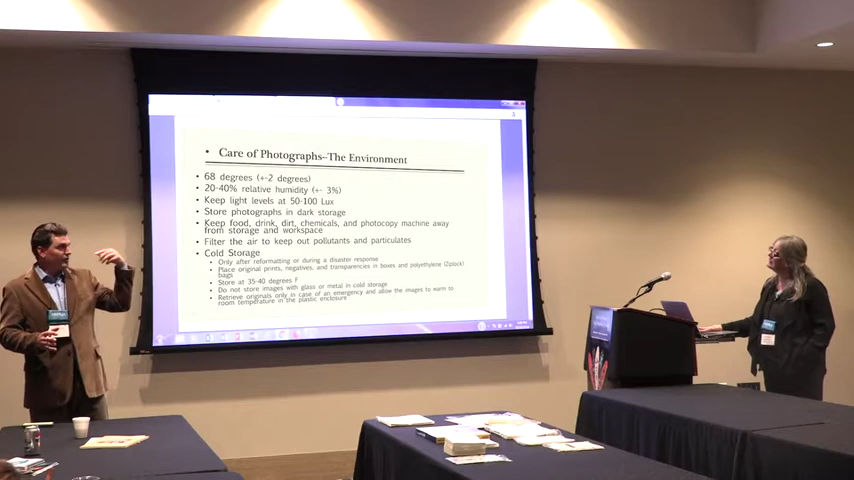 • Care of Photographs--The Environment
• 68 degrees (+-2 degrees)
• 20-40% relative humidity (+- 3%)
• Keep light levels at 50-100 Lux
• Store photographs in dark storage
• Keep food, drink, dirt, chemicals, and photocopy machine away
from storage and workspace
• Filter the air to keep out pollutants and particulates
• Cold Storage
• Only after reformatting or during a disaster response
• Place original prints, negatives, and transparencies in boxes and polyethylene (Ziplock)
bags
• Store at 35-40 degrees F
• Do not store images with glass or metal in cold storage
• Retrieve originals only in case of an emergency and allow the images to warm to
room temperature in the plastic enclosure